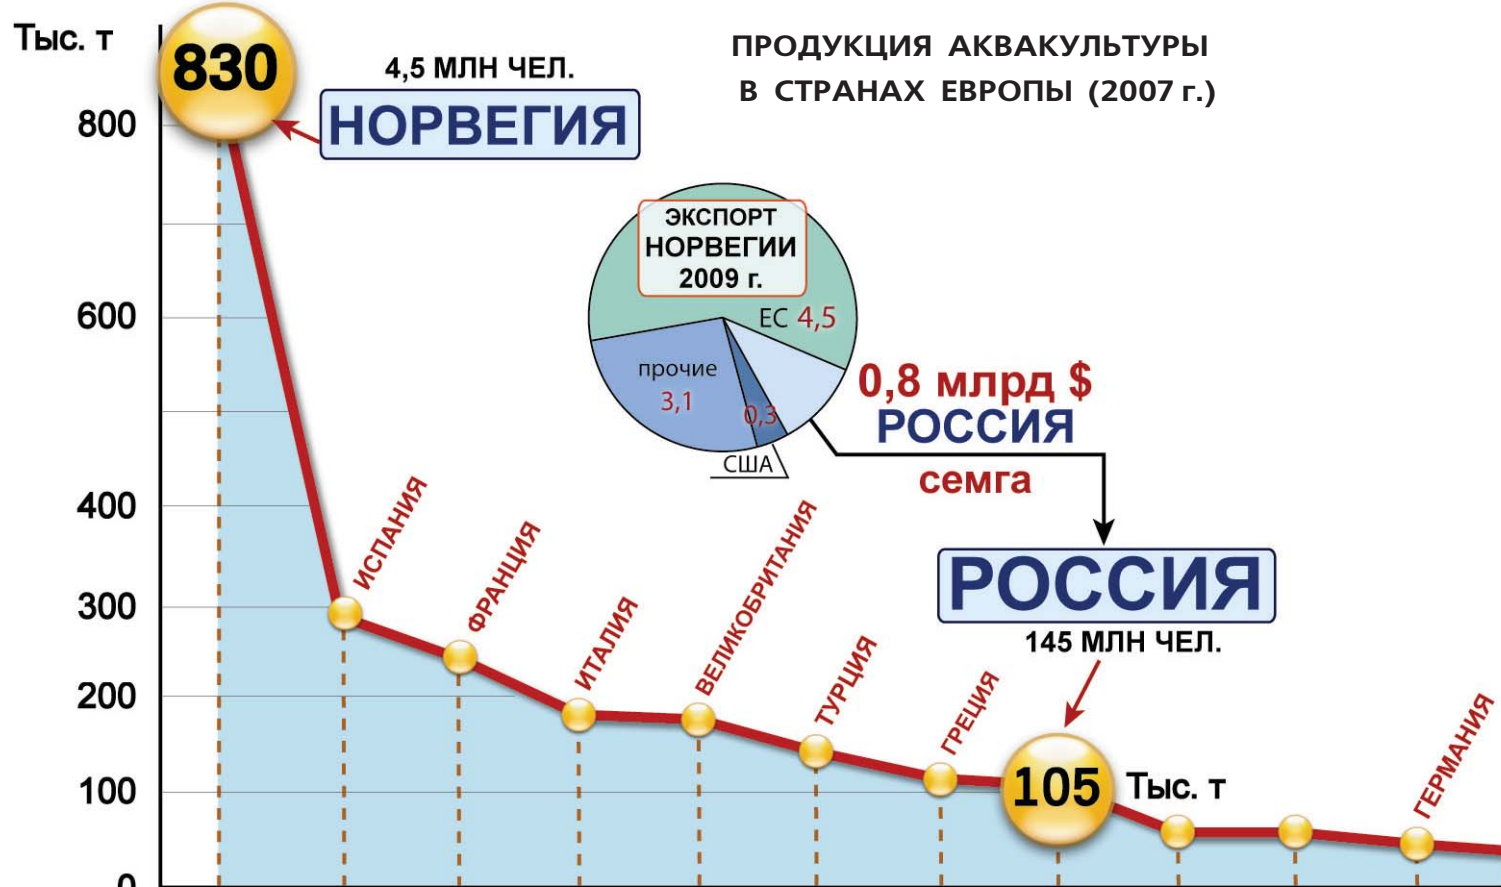 Тыс. т
830
4,5 МЛН ЧЕЛ.
НОРВЕГИЯ
ПРОДУКЦИЯ АКВАКУЛЬТУРЫ
В СТРАНАХ ЕВРОПЫ (2007 г.)
800
600
400
300
200
100
0
ЭКСПОРТ
НОРВЕГИИ
2009 г.
ЕС 4,5
прочие
3,1
0,3
США
0,8 млрд $
РОССИЯ
семга
РОССИЯ
145 МЛН ЧЕЛ.
ИСПАНИЯ
ФРАНЦИЯ
ИТАЛИЯ
ВЕЛИКОБРИТАНИЯ
ТУРЦИЯ
ГРЕЦИЯ
105 Тыс. т
ГЕРМАНИЯ